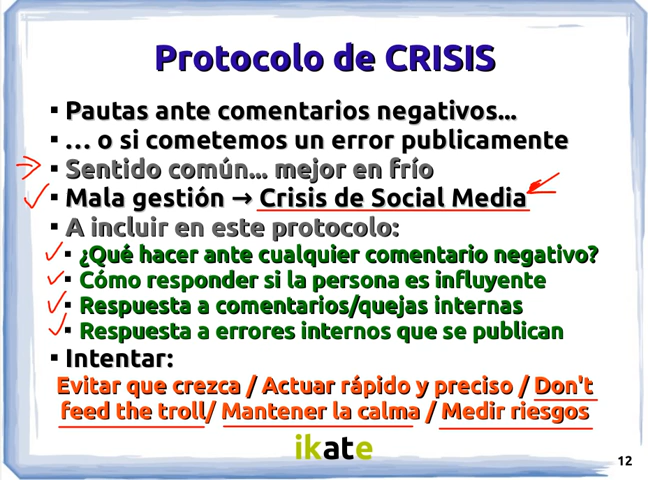 Protocolo de CRISIS
▪ Pautas ante comentarios negativos...
▪ ... o si cometemos un error publicamente
▪ Sentido común... mejor en frío
▪ Mala gestión → Crisis de Social Media
▪ A incluir en este protocolo:
▪ ¿Qué hacer ante cualquier comentario negativo?
▪ Cómo responder si la persona es influyente
▪ Respuesta a comentarios/quejas internas
▪ Respuesta a errores internos que se publican
▪ Intentar:
Evitar que crezca / Actuar rápido y preciso / Don't
feed the troll/ Mantener la calma / Medir riesgos
ikate
12